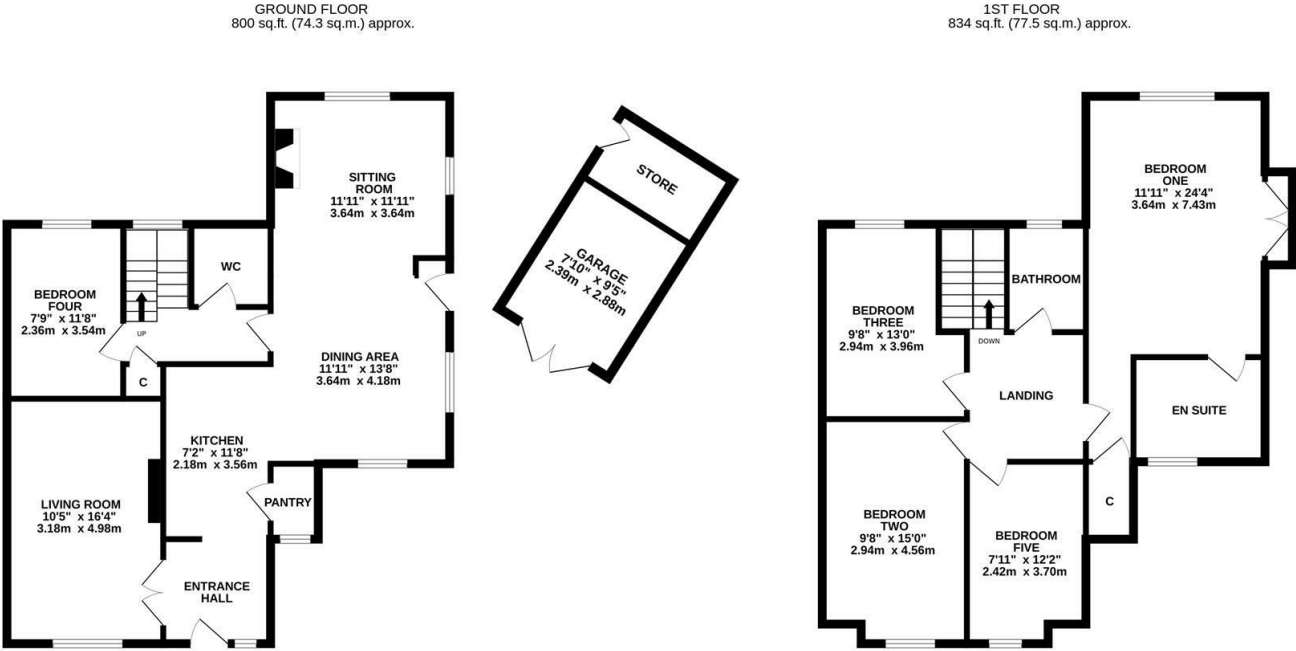 GROUND FLOOR
800 sq.ft. (74.3 sq.m.) approx.
1ST FLOOR
834 sq.ft. (77.5 sq.m.) approx.
SITTING
ROOM
11'11" x 11'11"
3.64m x 3.64m
STORE
GARAGE
7'10" x 9'5"
2.39m x 2.88m
WC
BEDROOM
FOUR
7'9" x 11'8"
2.36m x 3.54m
UP
C
DINING AREA
11'11" x 13'8"
3.64m x 4.18m
KITCHEN
7'2" x 11'8"
2.18m x 3.56m
PANTRY
LIVING ROOM
10'5" x 16'4"
3.18m x 4.98m
ENTRANCE
HALL
BEDROOM
ONE
11'11" x 24'4"
3.64m x 7.43m
BATHROOM
BEDROOM
THREE
9'8" x 13'0"
2.94m x 3.96m
DOWN
LANDING
EN SUITE
C
BEDROOM
TWO
9'8" x 15'0"
2.94m x 4.56m
BEDROOM
FIVE
7'11" x 12'2"
2.42m x 3.70m